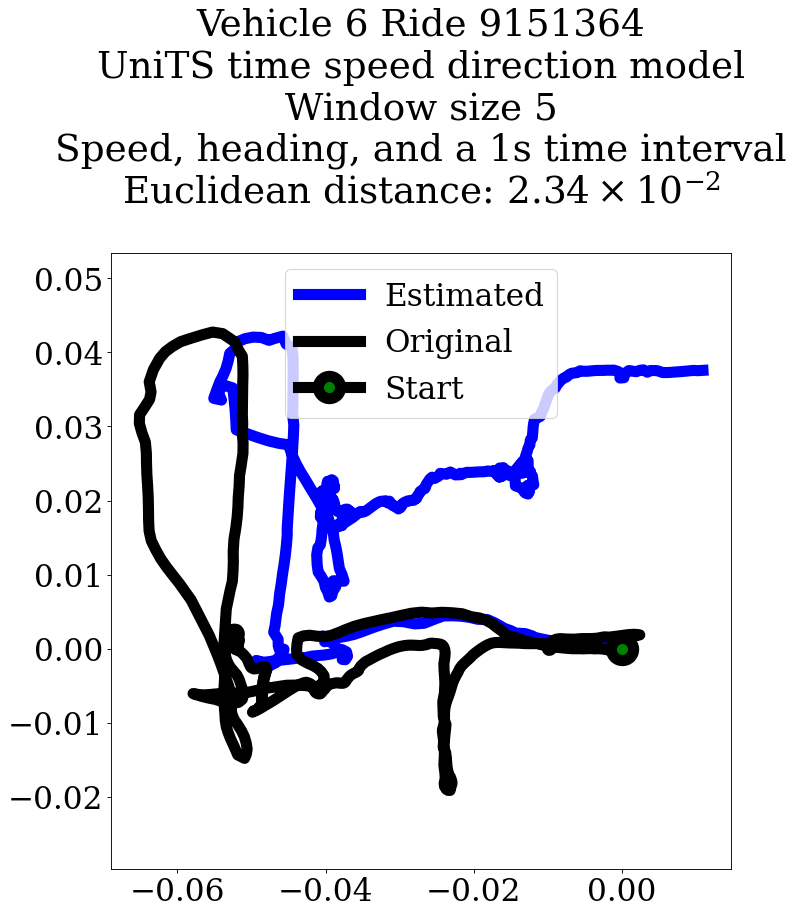 Vehicle 6 Ride 9151364
UniTS time speed direction model
Window size 5
Speed, heading, and a 1s time interval
Euclidean distance: 2.34 × 10⁻²
Estimated
Original
Start
0.05
0.04
0.03
0.02
0.01
0.00
−0.01
−0.02
−0.06 −0.04 −0.02 0.00